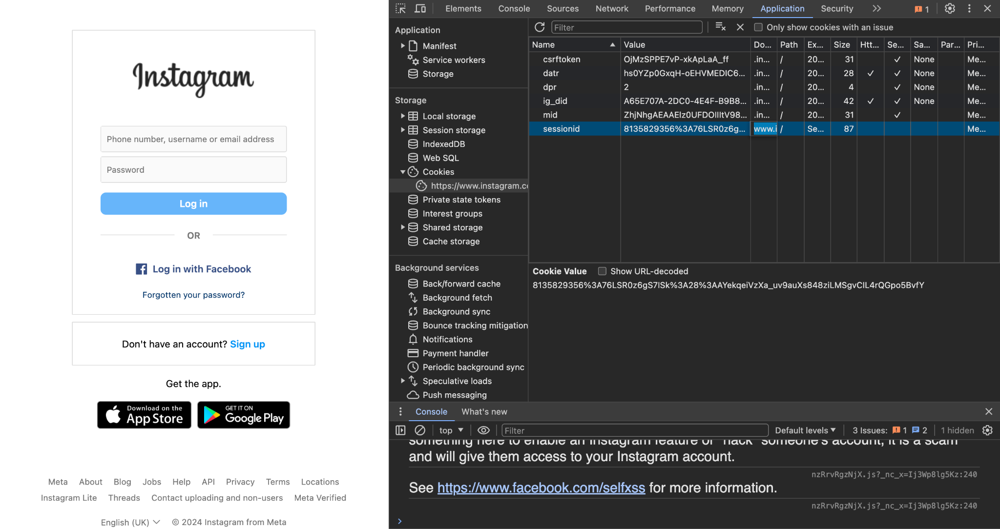 Instagram
Phone number, username or email address
Password
Log in
OR
Log in with Facebook
Forgotten your password?
Don't have an account? Sign up
Get the app.
Download on the
App Store
GET IT ON
Google Play
Meta About Blog Jobs Help API Privacy Terms Locations
Instagram Lite Threads Contact uploading and non-users Meta Verified
English (UK) © 2024 Instagram from Meta
Elements Console Sources Network Performance Memory Application Security 1
Application
Manifest
Service workers
Storage
Storage
Local storage
Session storage
IndexedDB
Web SQL
Cookies
https://www.instagram.c
Private state tokens
Interest groups
Shared storage
Cache storage
Background services
Back/forward cache
Background fetch
Background sync
Bounce tracking mitigation
Notifications
Payment handler
Periodic background sync
Speculative loads
Push messaging
Filter Only show cookies with an issue
Name Value Do... Path Ex... Size Htt... Se... Sa... Par... Pri...
csrftoken OjMzSPPE7vP-xkApLaA_ff .in... / 20... 31 ✓ None Me...
datr hs0YZp0GxqH-oEHVMEDIC6... .in... / 20... 28 ✓ ✓ None Me...
dpr 2 .in... / 20... 4 ✓ None Me...
ig_did A65E707A-2DC0-4E4F-B9B8... .in... / 20... 42 ✓ ✓ None Me...
mid ZhjNhgAEAAElz0UFDOIIItV98... .in... / 20... 31 ✓ Me...
sessionid 8135829356%3A76LSR0z6g... www.i / Se... 87 Me...
Cookie Value Show URL-decoded
8135829356%3A76LSR0z6gS7lSk%3A28%3AAYekqeiVzXa_uv9auXs848ziLMSgvClL4rQGpo5BvfY
Console What's new
top Filter Default levels 3 Issues: 1 2 1 hidden
something here to enable an Instagram feature or "hack" someone's account, it is a scam
and will give them access to your Instagram account.
nzRrvRgzNjX.js?_nc_x=Ij3Wp8lg5Kz:240
See https://www.facebook.com/selfxss for more information.
nzRrvRgzNjX.js?_nc_x=Ij3Wp8lg5Kz:240